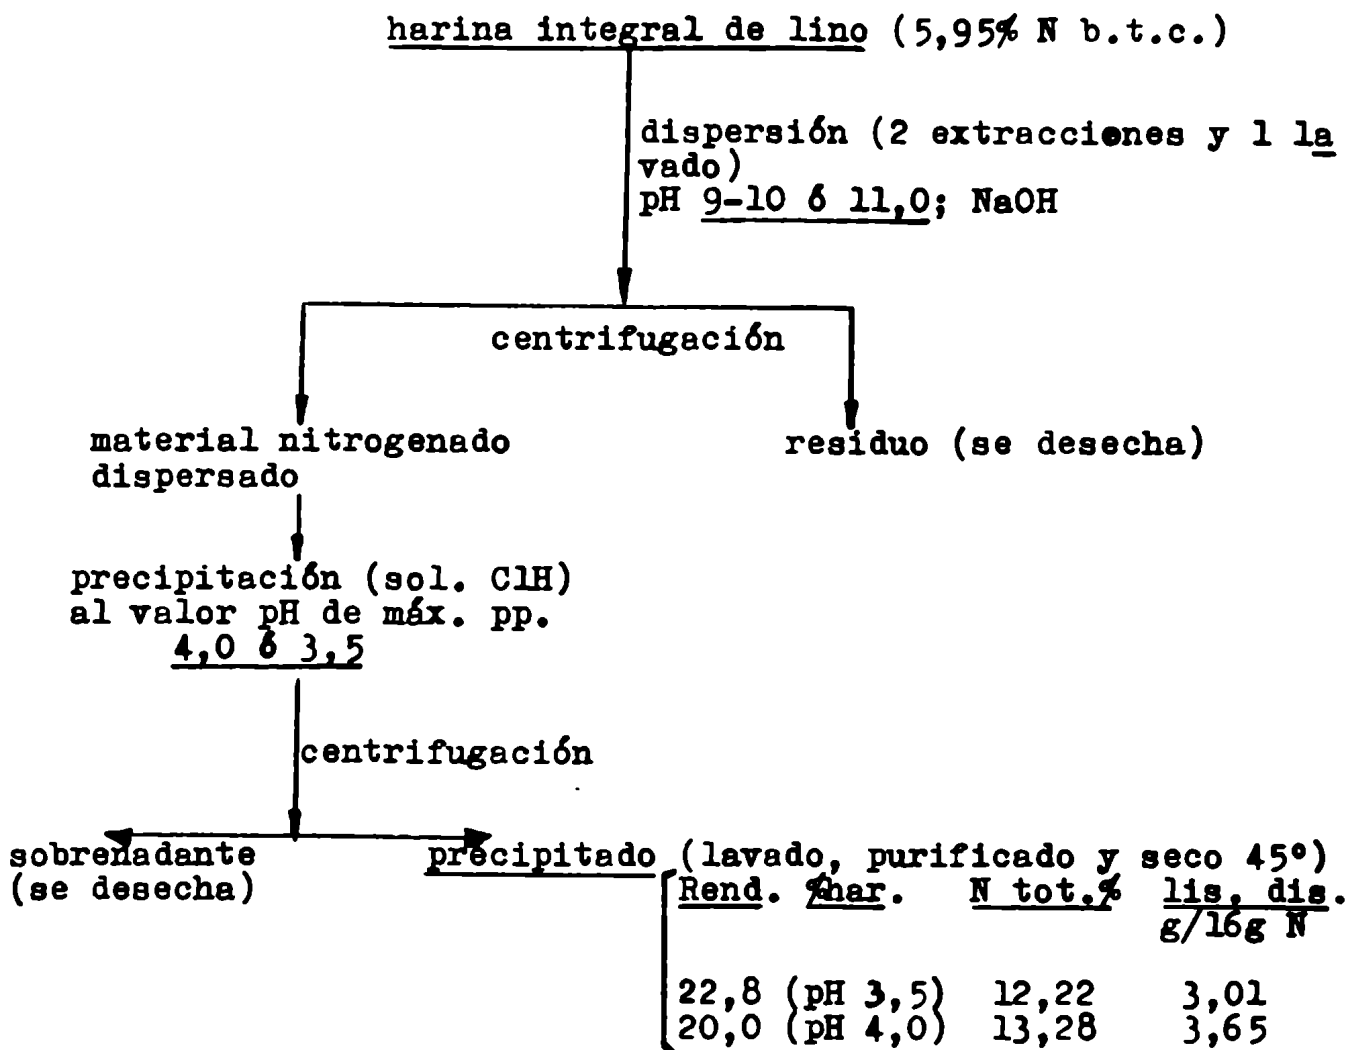 harina integral de lino (5,95% N b.t.c.)
dispersión (2 extracciones y 1 la
vado)
pH 9-10 ó 11,0; NaOH
centrifugación
material nitrogenado
dispersado
residuo (se desecha)
precipitación (sol. ClH)
al valor pH de máx. pp.
4,0 ó 3,5
centrifugación
sobrenadante
(se desecha)
precipitado (lavado, purificado y seco 45º)
Rend. %har. N tot.% lis. dis.
g/16g N
22,8 (pH 3,5) 12,22 3,01
20,0 (pH 4,0) 13,28 3,65